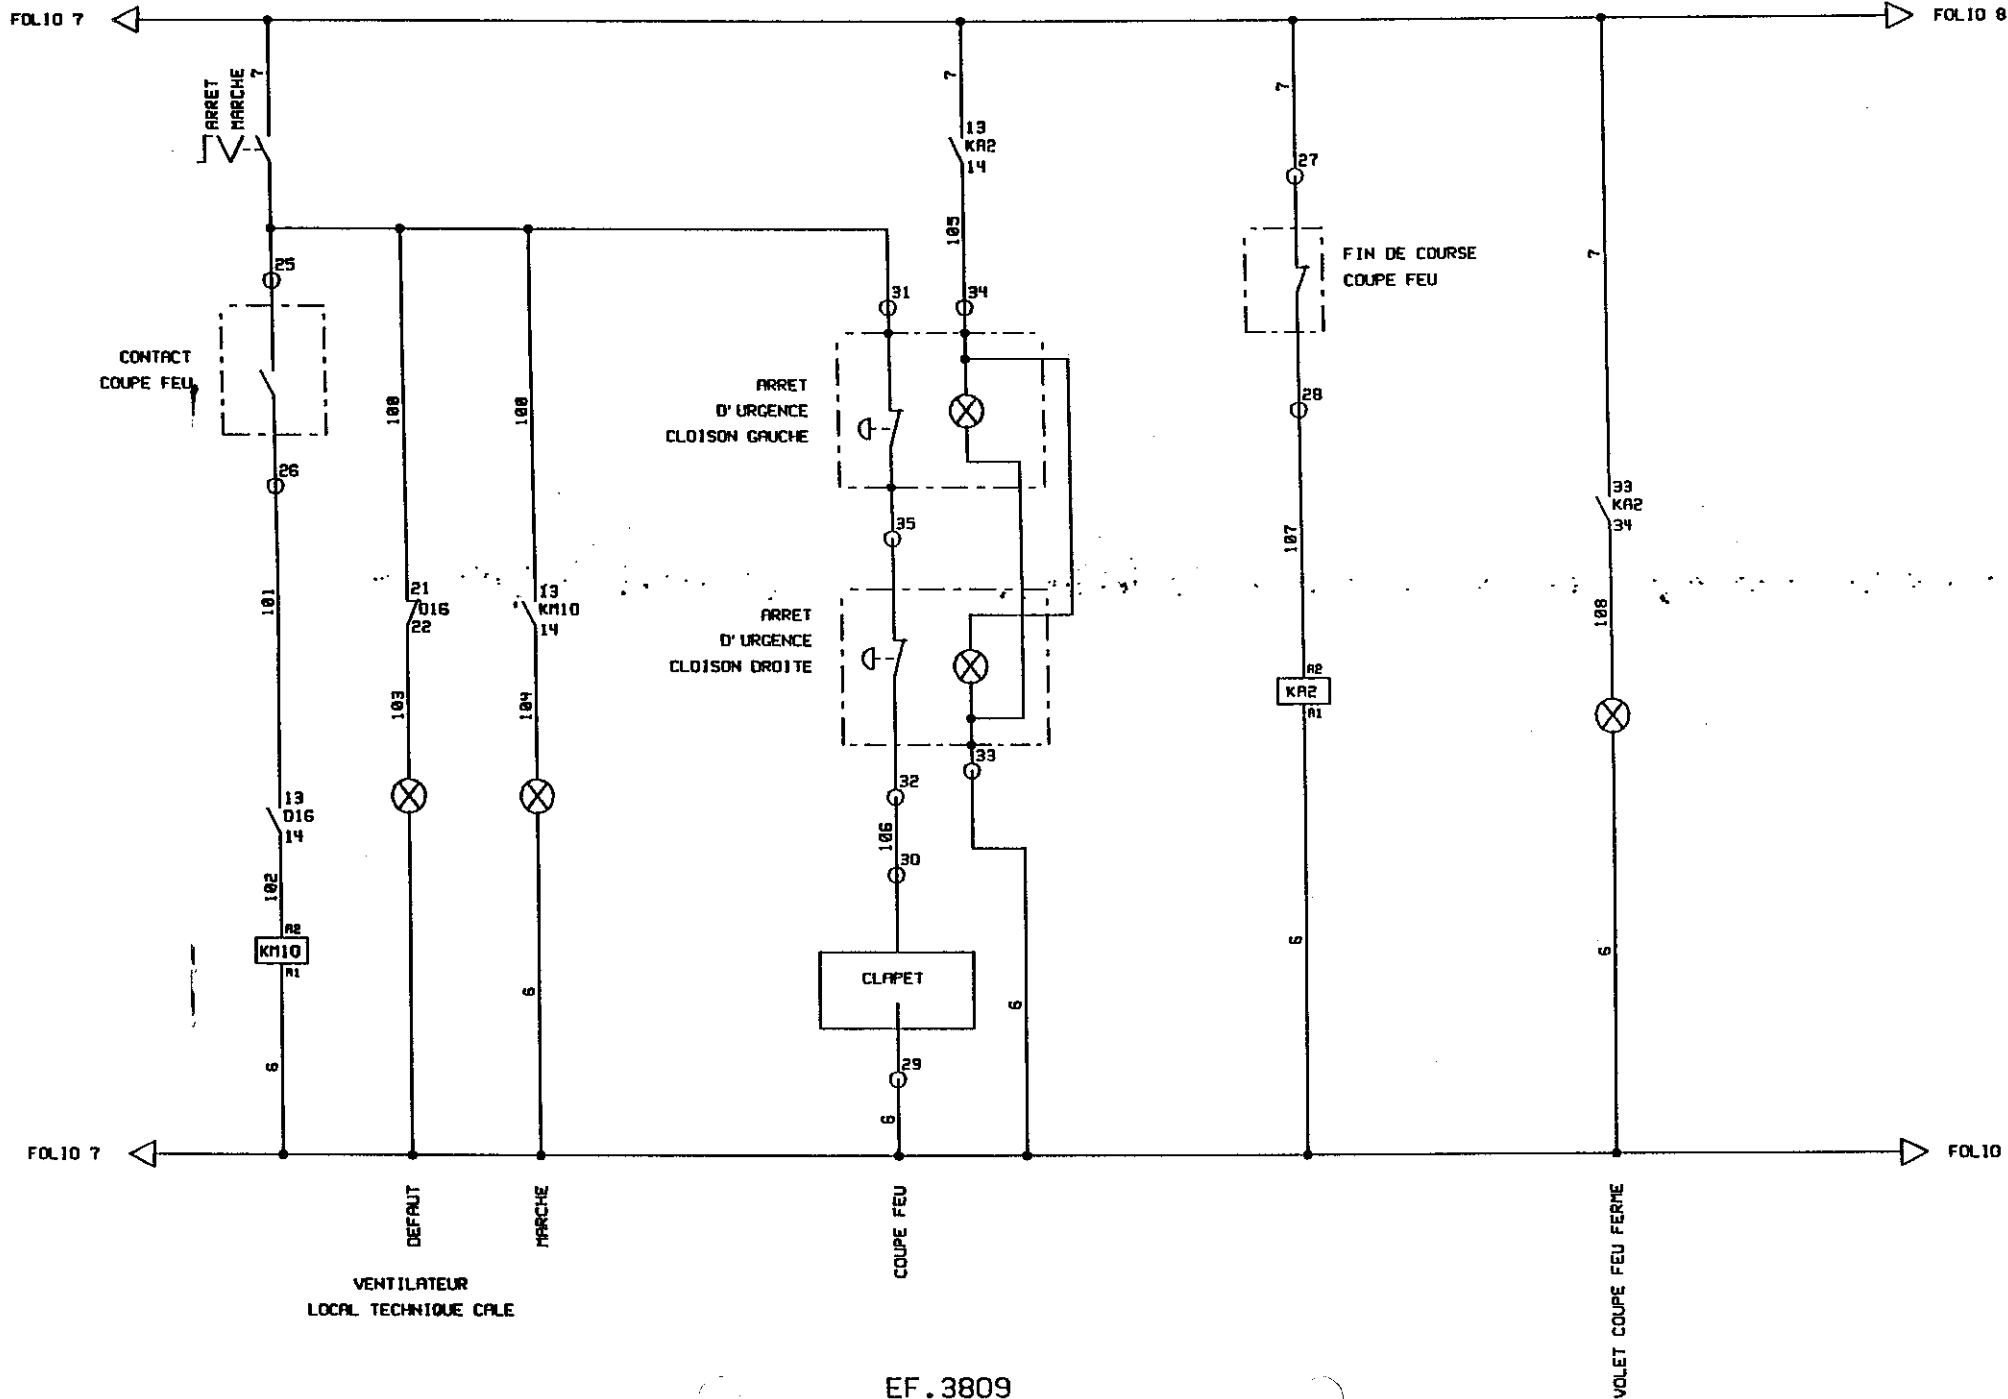 FOLIO 7
FOLIO 8
ARRET
MARCHE
7
7
7
7
13
KA2
14
27
105
25
FIN DE COURSE
COUPE FEU
31
34
CONTACT
COUPE FEU
ARRET
D'URGENCE
CLOISON GAUCHE
100
100
28
26
33
KA2
34
35
107
101
21
D16
22
13
KM10
14
108
ARRET
D'URGENCE
CLOISON DROITE
103
104
A2
KA2
A1
33
32
13
D16
14
106
30
102
A2
KM10
A1
CLAPET
6
6
6
6
6
29
6
FOLIO 7
FOLIO
DEFAUT
MARCHE
COUPE FEU
VOLET COUPE FEU FERME
VENTILATEUR
LOCAL TECHNIQUE CALE
EF.3809